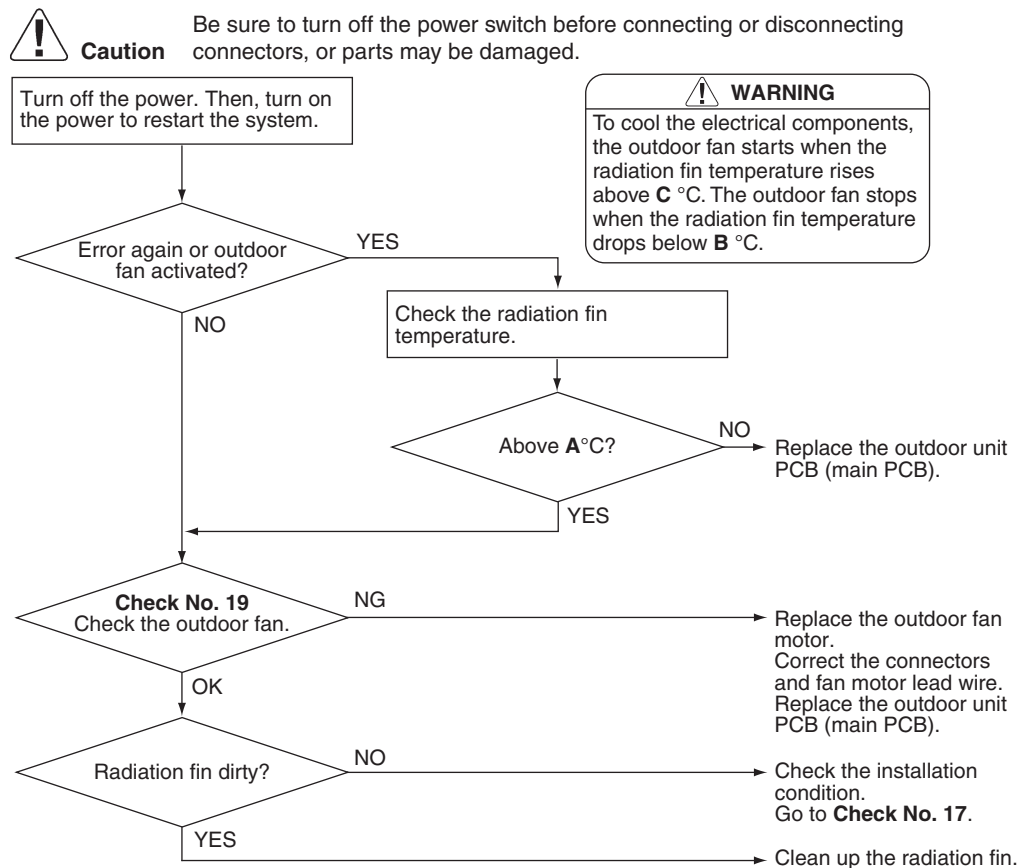 Be sure to turn off the power switch before connecting or disconnecting
Caution connectors, or parts may be damaged.
Turn off the power. Then, turn on
the power to restart the system.
WARNING
To cool the electrical components,
the outdoor fan starts when the
radiation fin temperature rises
above C °C. The outdoor fan stops
when the radiation fin temperature
drops below B °C.
Error again or outdoor
fan activated?
YES
NO
Check the radiation fin
temperature.
Above A°C?
NO
Replace the outdoor unit
PCB (main PCB).
YES
Check No. 19
Check the outdoor fan.
NG
Replace the outdoor fan
motor.
Correct the connectors
and fan motor lead wire.
Replace the outdoor unit
PCB (main PCB).
OK
Radiation fin dirty?
NO
Check the installation
condition.
Go to Check No. 17.
YES
Clean up the radiation fin.